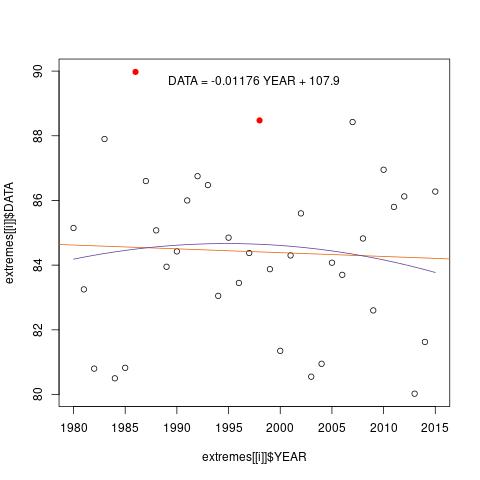 DATA = -0.01176 YEAR + 107.9
90
88
86
84
82
80
extremes[[i]]$DATA
1980 1985 1990 1995 2000 2005 2010 2015
extremes[[i]]$YEAR